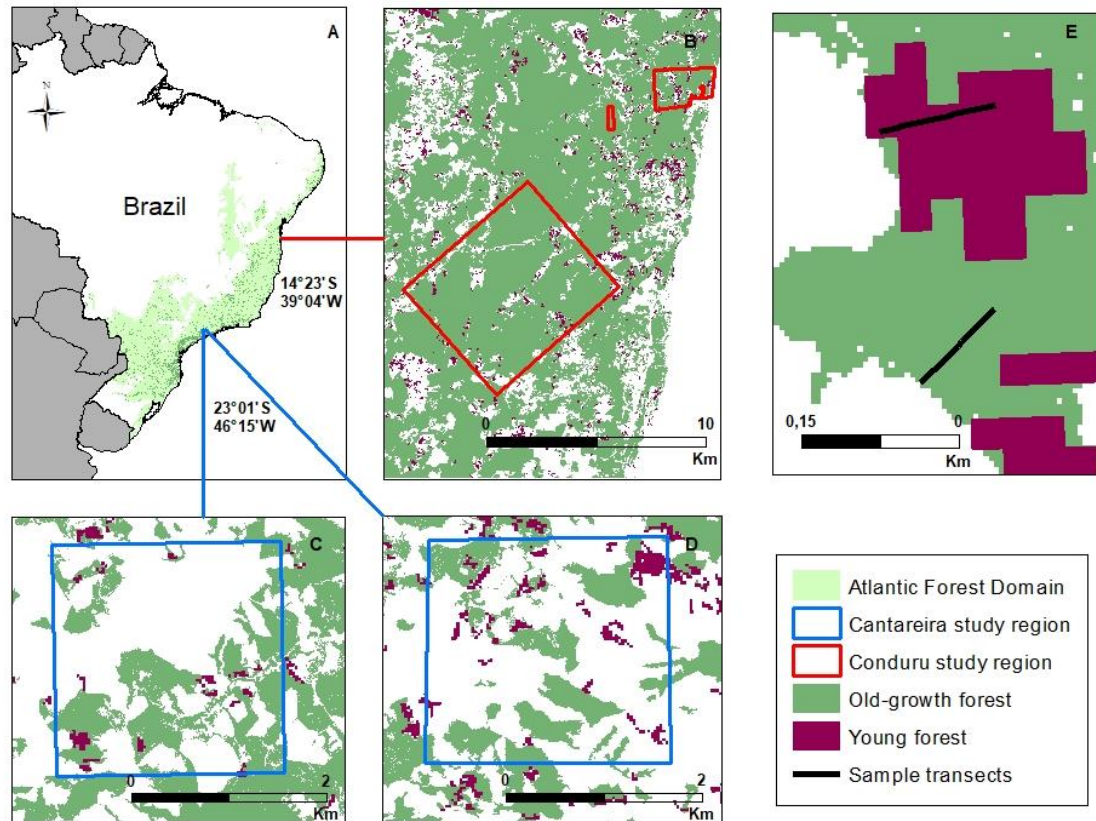 A
N
Brazil
14°23'S
39°04'W
23°01'S
46°15'W
B
0 10
Km
E
0,15 0
Km
C
0 2
Km
D
0 2
Km
Atlantic Forest Domain
Cantareira study region
Conduru study region
Old-growth forest
Young forest
Sample transects